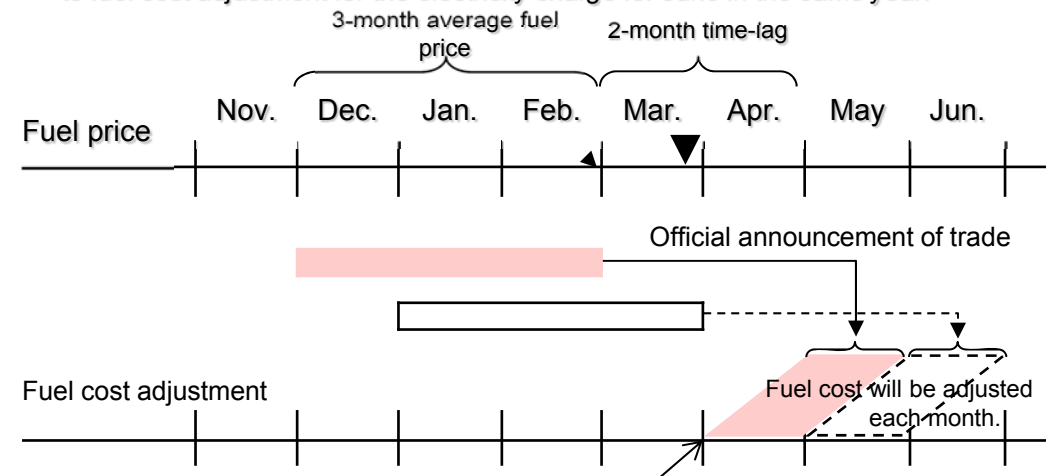 3-month average fuel
price
2-month time-lag
Nov. Dec. Jan. Feb. Mar. Apr. May Jun.
Fuel price
Official announcement of trade
Fuel cost adjustment
Fuel cost will be adjusted
each month.